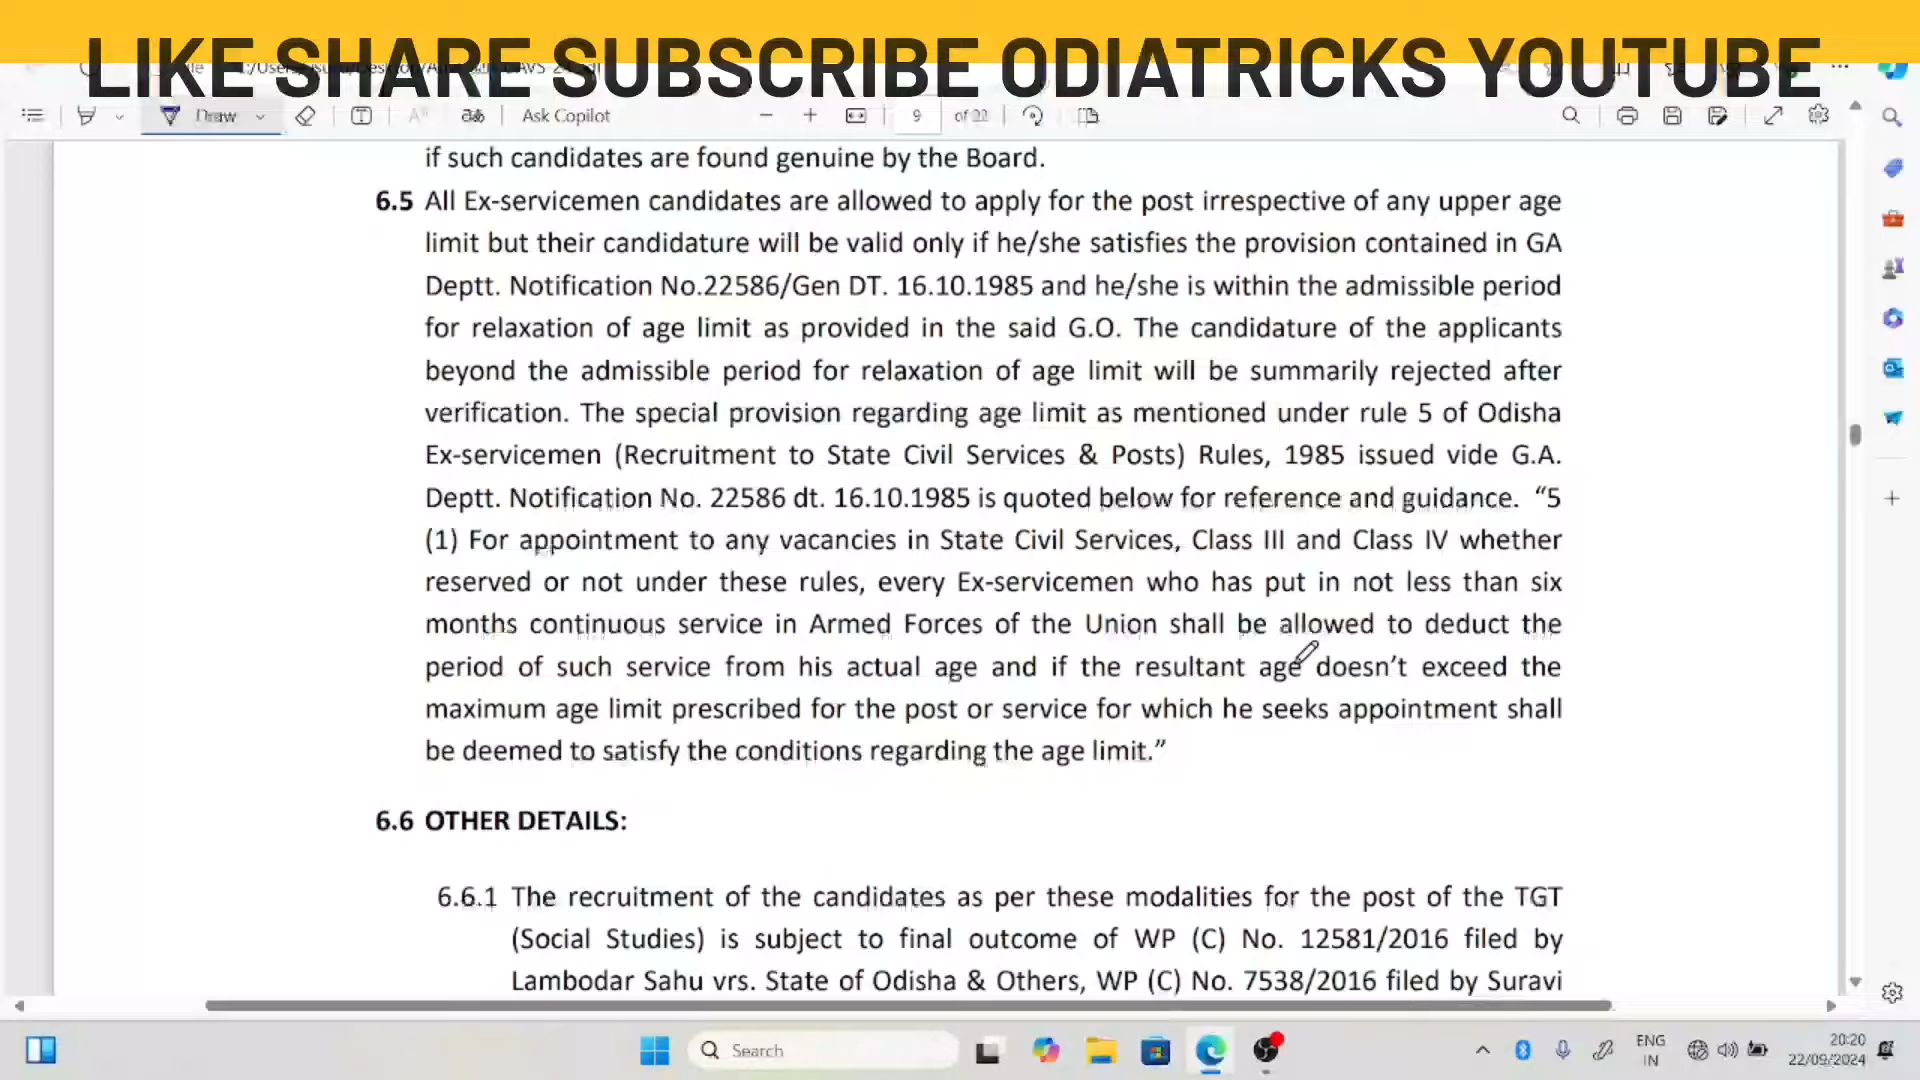 LIKE SHARE SUBSCRIBE ODIATRICKS YOUTUBE
Draw
Ask Copilot
9
of 22
if such candidates are found genuine by the Board.
6.5 All Ex-servicemen candidates are allowed to apply for the post irrespective of any upper age
limit but their candidature will be valid only if he/she satisfies the provision contained in GA
Deptt. Notification No.22586/Gen DT. 16.10.1985 and he/she is within the admissible period
for relaxation of age limit as provided in the said G.O. The candidature of the applicants
beyond the admissible period for relaxation of age limit will be summarily rejected after
verification. The special provision regarding age limit as mentioned under rule 5 of Odisha
Ex-servicemen (Recruitment to State Civil Services & Posts) Rules, 1985 issued vide G.A.
Deptt. Notification No. 22586 dt. 16.10.1985 is quoted below for reference and guidance. “5
(1) For appointment to any vacancies in State Civil Services, Class III and Class IV whether
reserved or not under these rules, every Ex-servicemen who has put in not less than six
months continuous service in Armed Forces of the Union shall be allowed to deduct the
period of such service from his actual age and if the resultant age doesn’t exceed the
maximum age limit prescribed for the post or service for which he seeks appointment shall
be deemed to satisfy the conditions regarding the age limit.”
6.6 OTHER DETAILS:
6.6.1 The recruitment of the candidates as per these modalities for the post of the TGT
(Social Studies) is subject to final outcome of WP (C) No. 12581/2016 filed by
Lambodar Sahu vrs. State of Odisha & Others, WP (C) No. 7538/2016 filed by Suravi
Search
ENG
IN
20:20
22/09/2024